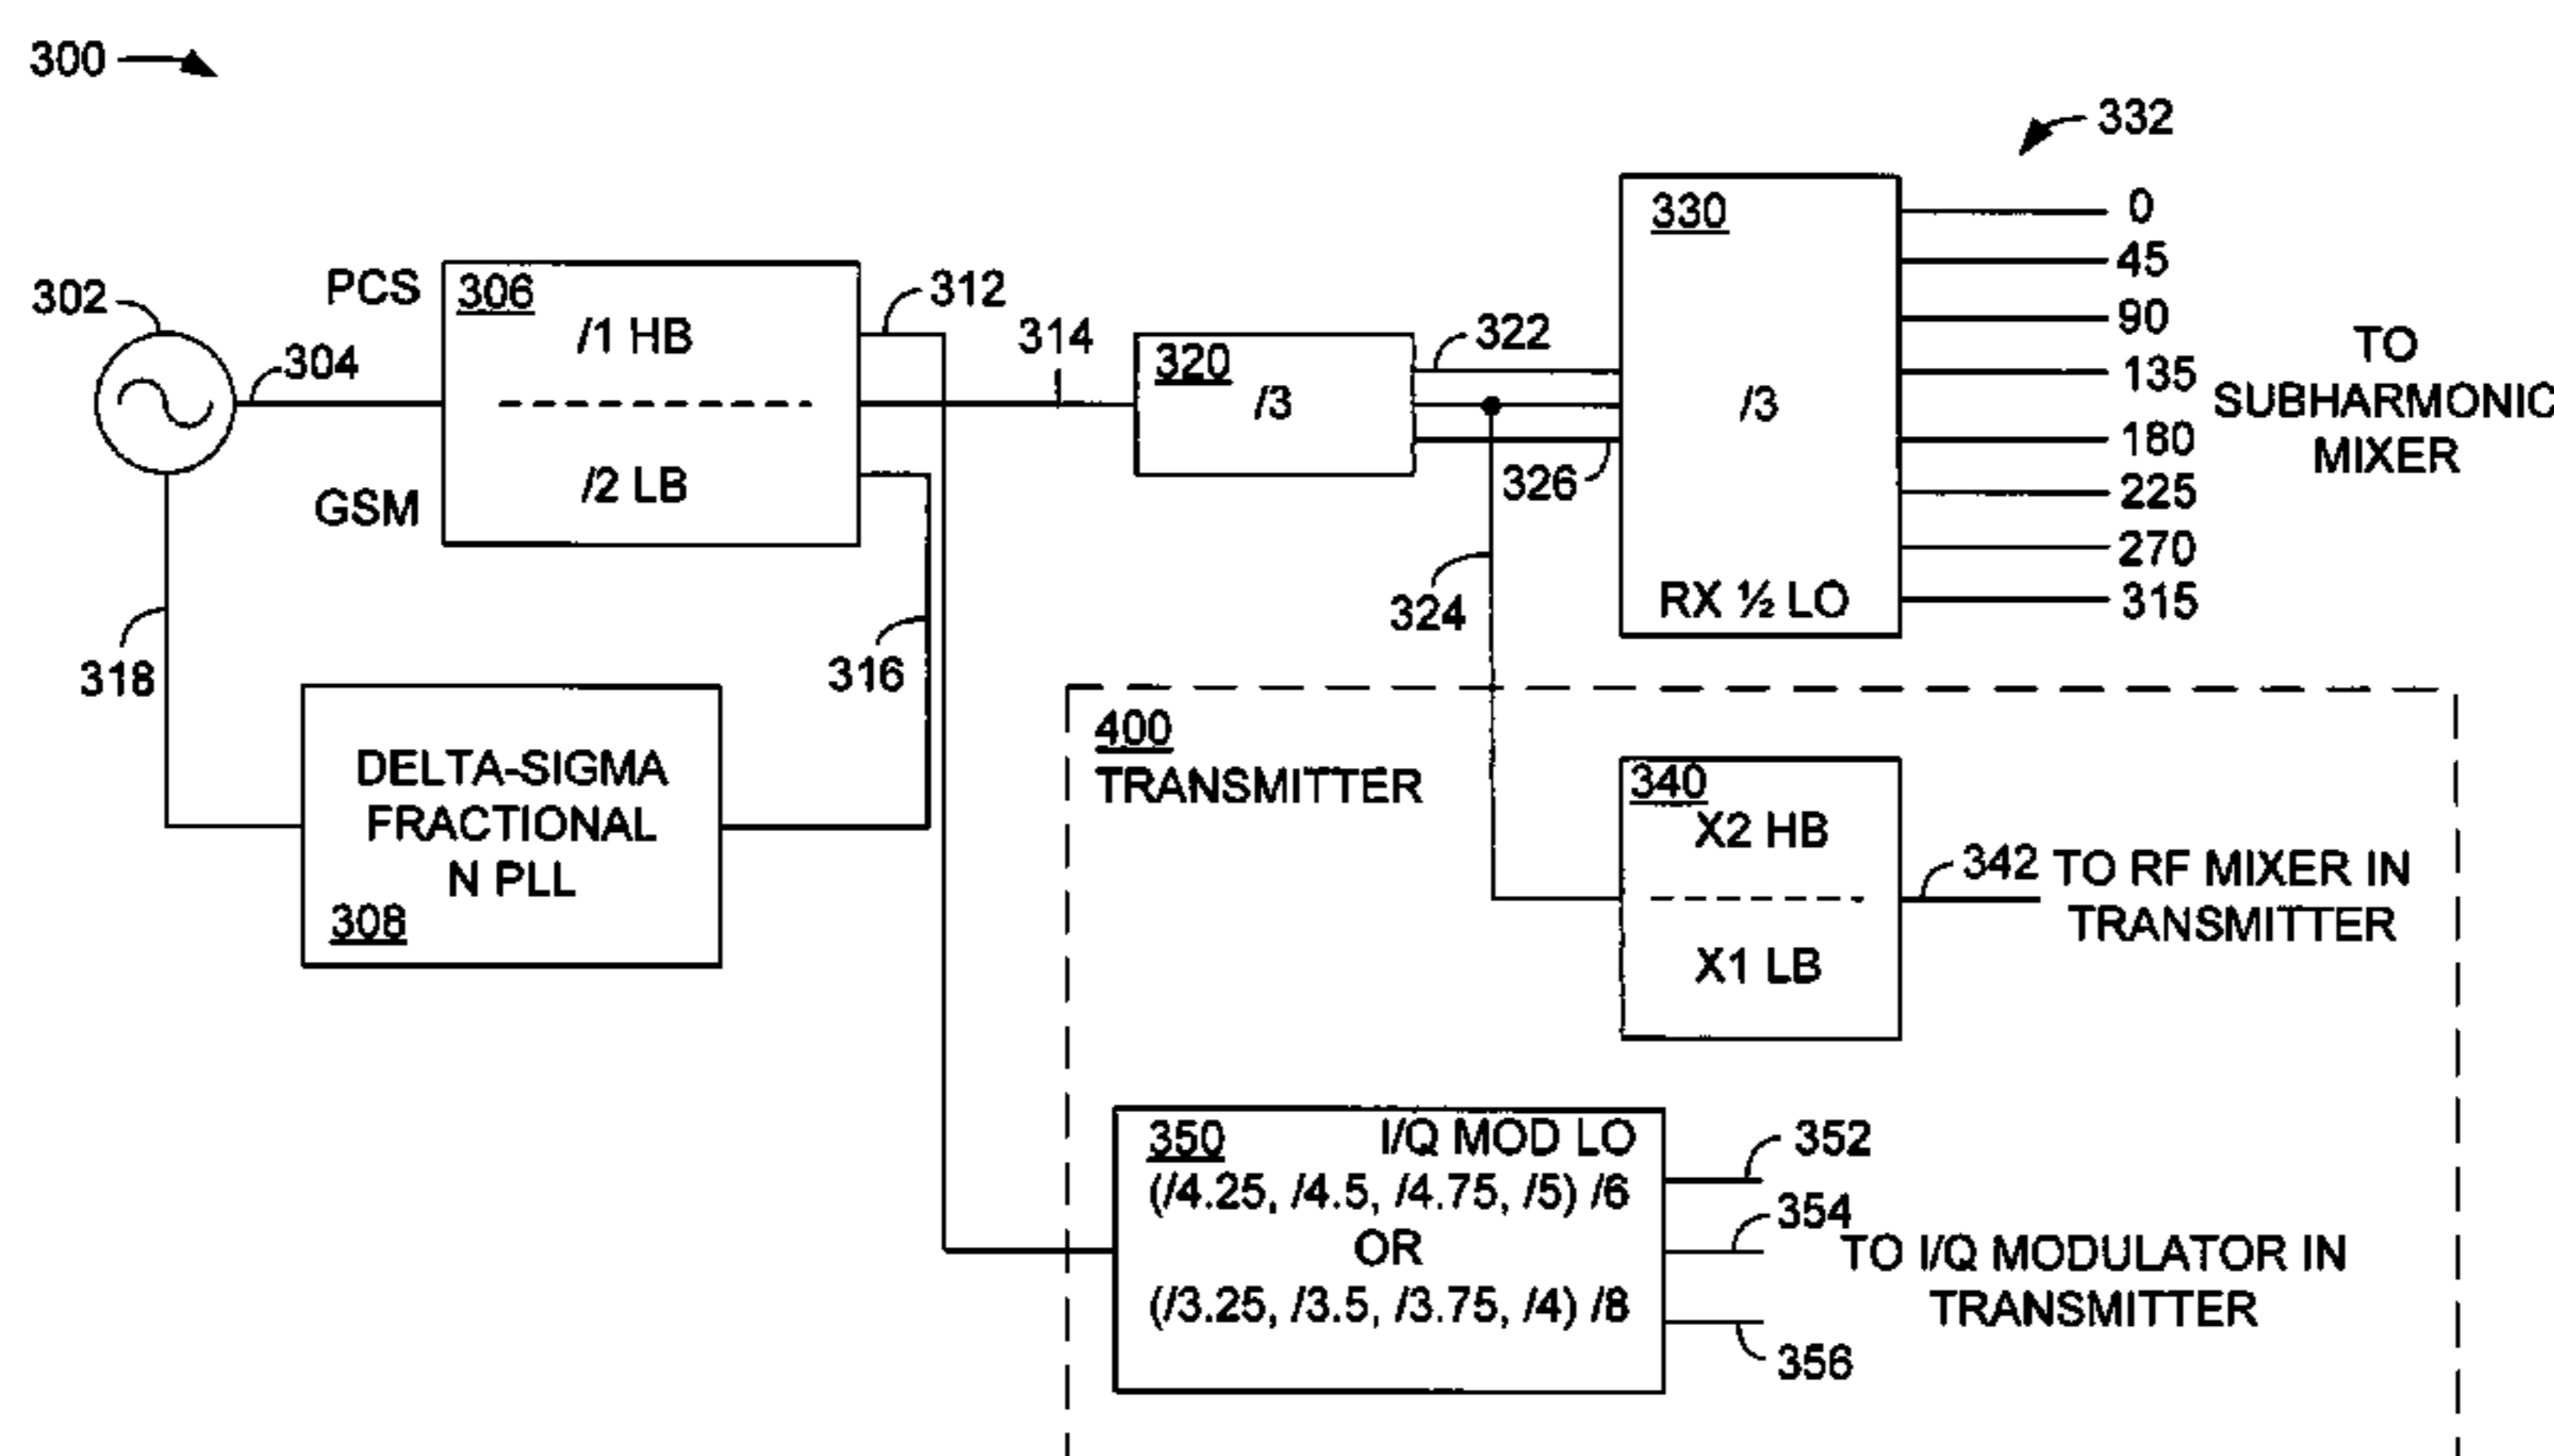 300
332
330
0
45
90
135
180
225
270
315
/3
RX ½ LO
TO
SUBHARMONIC
MIXER
302
304
PCS
306
/1 HB
/2 LB
GSM
312
314
316
318
320
/3
322
326
324
DELTA-SIGMA
FRACTIONAL
N PLL
308
400
TRANSMITTER
340
X2 HB
X1 LB
342
TO RF MIXER IN
TRANSMITTER
350
I/Q MOD LO
(/4.25, /4.5, /4.75, /5) /6
OR
(/3.25, /3.5, /3.75, /4) /8
352
354
356
TO I/Q MODULATOR IN
TRANSMITTER